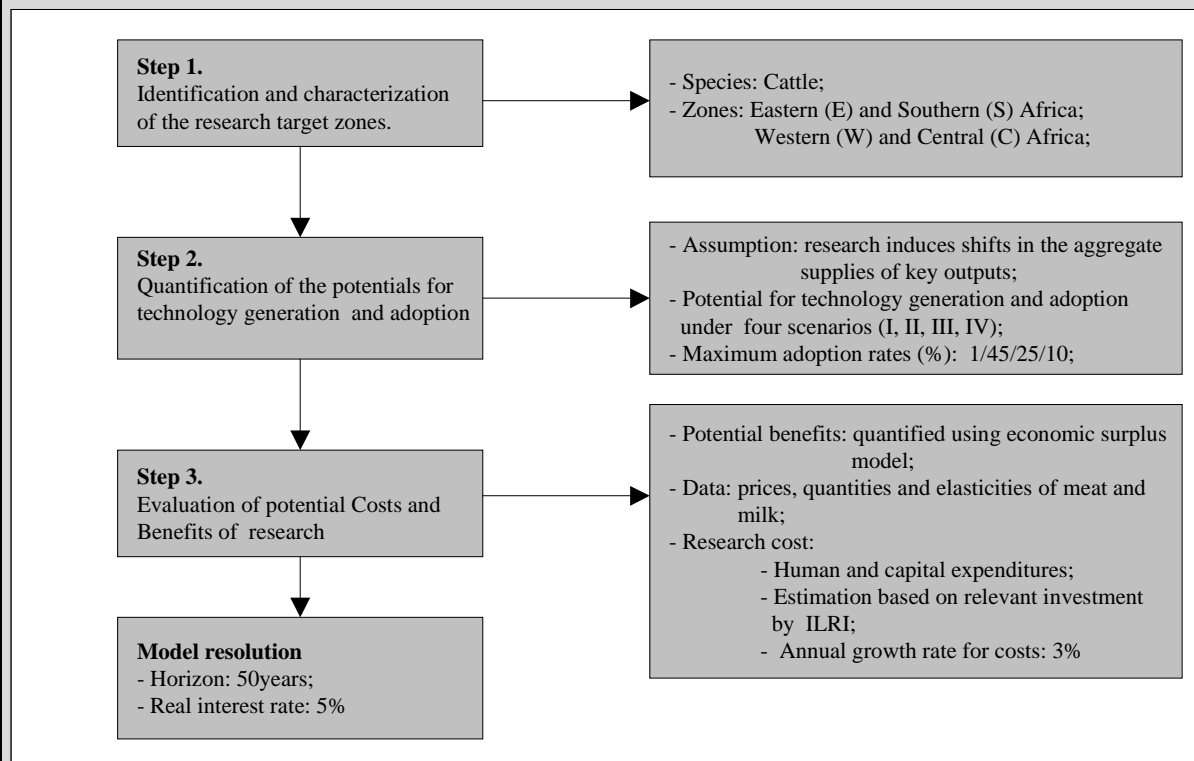 Step 1.
Identification and characterization
of the research target zones.
- Species: Cattle;
- Zones: Eastern (E) and Southern (S) Africa;
Western (W) and Central (C) Africa;
Step 2.
Quantification of the potentials for
technology generation and adoption
- Assumption: research induces shifts in the aggregate
supplies of key outputs;
- Potential for technology generation and adoption
under four scenarios (I, II, III, IV);
- Maximum adoption rates (%): 1/45/25/10;
Step 3.
Evaluation of potential Costs and
Benefits of research
- Potential benefits: quantified using economic surplus
model;
- Data: prices, quantities and elasticities of meat and
milk;
- Research cost:
- Human and capital expenditures;
- Estimation based on relevant investment
by ILRI;
- Annual growth rate for costs: 3%
Model resolution
- Horizon: 50years;
- Real interest rate: 5%